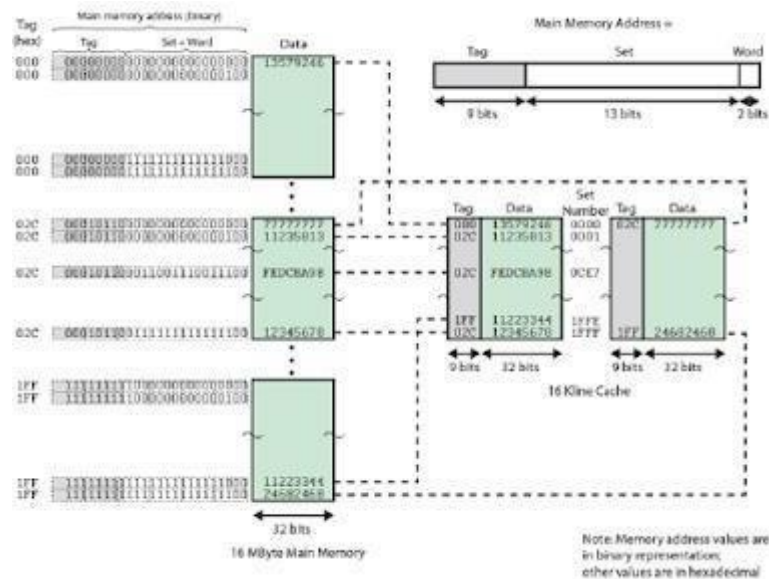 Main memory address (binary)
Tag
(hex)
Tag
Set + Word
Data
000
13579246
000
000
000
02C
77777777
02C
11235813
02C
FEDCBA98
02C
12345678
1FF
1FF
1FF
11223344
1FF
24682468
32 bits
16 MByte Main Memory
Main Memory Address =
Tag
Set
Word
9 bits
13 bits
2 bits
Set
Tag
Data
Number
Tag
Data
000
13579246
0000
02C
77777777
02C
11235813
0001
02C
FEDCBA98
0CE7
1FF
11223344
1FFE
02C
12345678
1FFF
1FF
24682468
9 bits
32 bits
9 bits
32 bits
16 Kline Cache
Note: Memory address values are
in binary representation;
other values are in hexadecimal